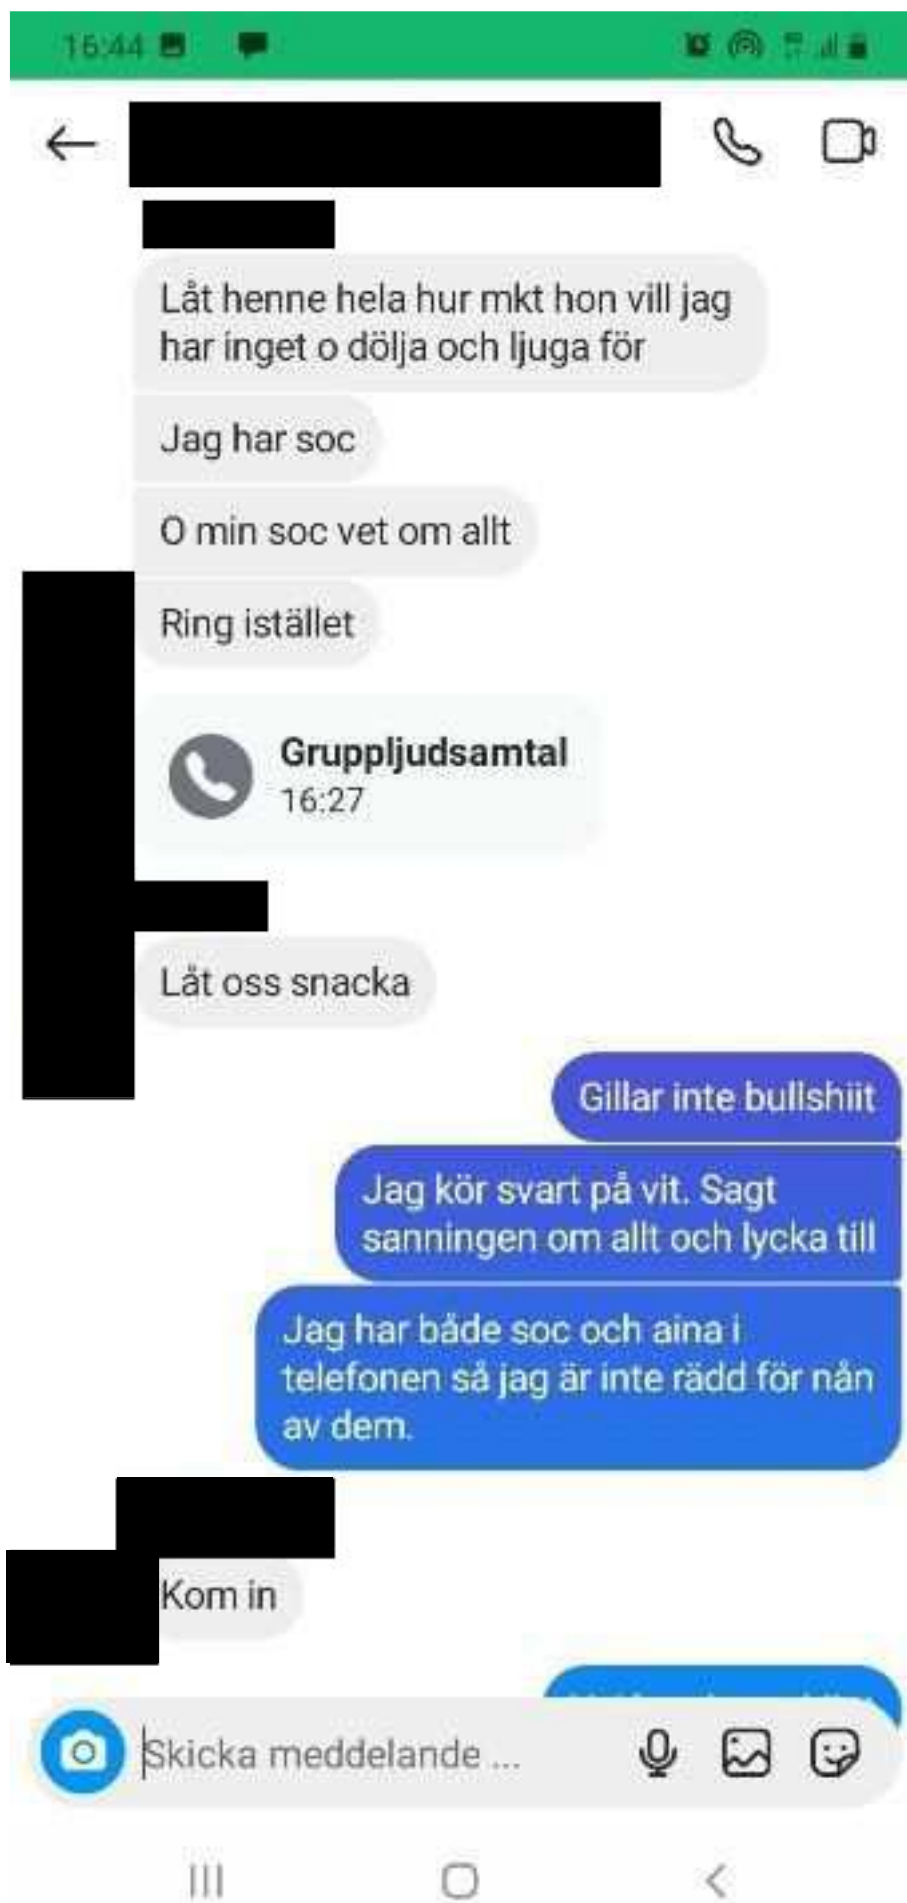 16:44
Låt henne hela hur mkt hon vill jag
har inget o dölja och ljuga för
Jag har soc
O min soc vet om allt
Ring istället
Gruppljudsamtal
16:27
Låt oss snacka
Gillar inte bullshiit
Jag kör svart på vit. Sagt
sanningen om allt och lycka till
Jag har både soc och aina i
telefonen så jag är inte rädd för nån
av dem.
Kom in
Skicka meddelande ...